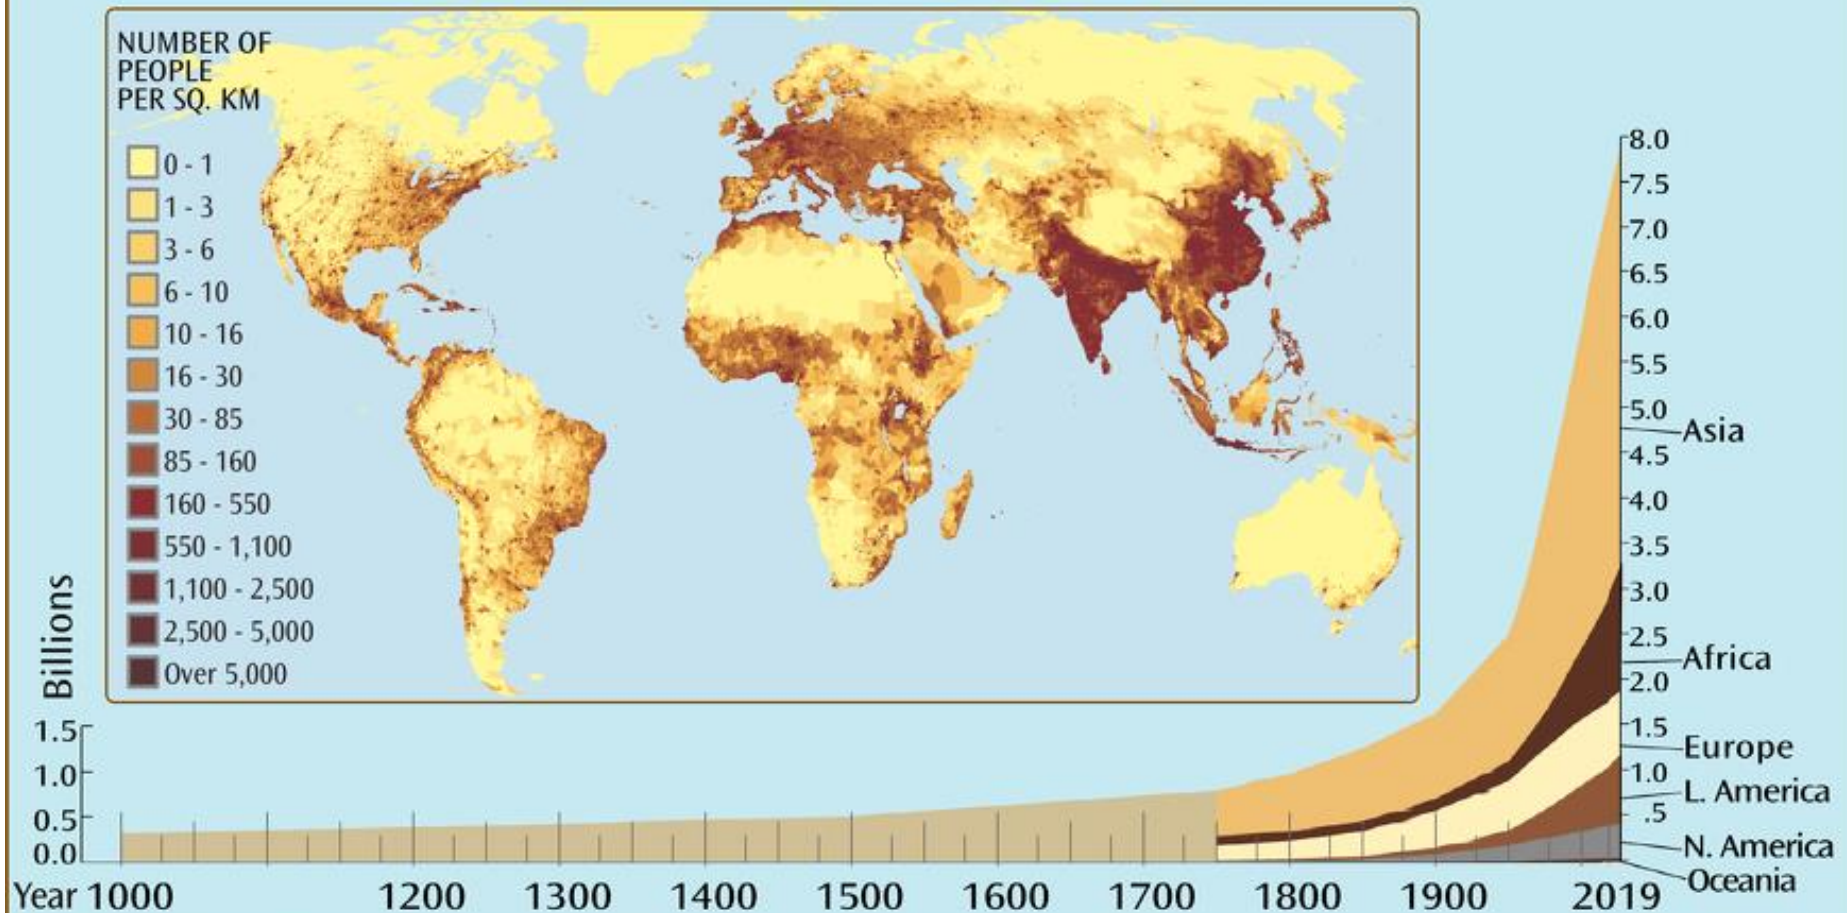 NUMBER OF
PEOPLE
PER SQ. KM
0 - 1
1 - 3
3 - 6
6 - 10
10 - 16
16 - 30
30 - 85
85 - 160
160 - 550
550 - 1,100
1,100 - 2,500
2,500 - 5,000
Over 5,000
Billions
1.5
1.0
0.5
0.0
8.0
7.5
7.0
6.5
6.0
5.5
5.0
Asia
4.5
4.0
3.5
3.0
2.5
Africa
2.0
1.5
Europe
1.0
L. America
.5
N. America
Oceania
Year 1000 1200 1300 1400 1500 1600 1700 1800 1900 2019